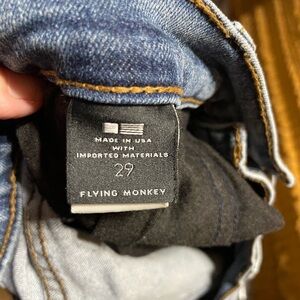 MADE IN USA
WITH
IMPORTED MATERIALS
29
FLYING MONKEY